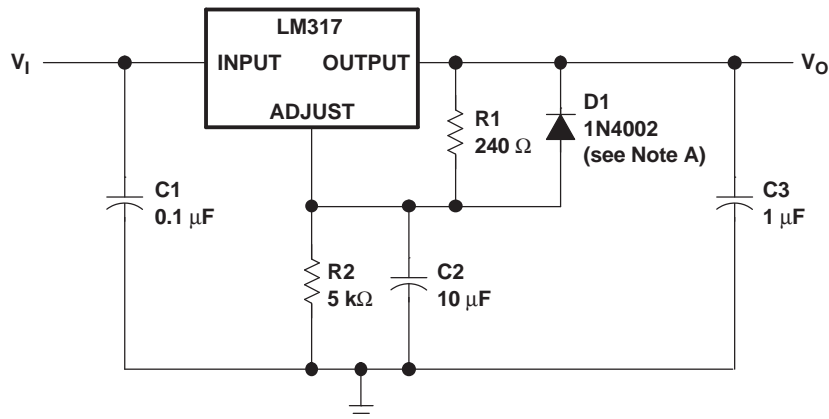 LM317
V_I
INPUT OUTPUT
V_O
ADJUST
R1
240 Ω
D1
1N4002
(see Note A)
C1
0.1 μF
C3
1 μF
R2
5 kΩ
C2
10 μF